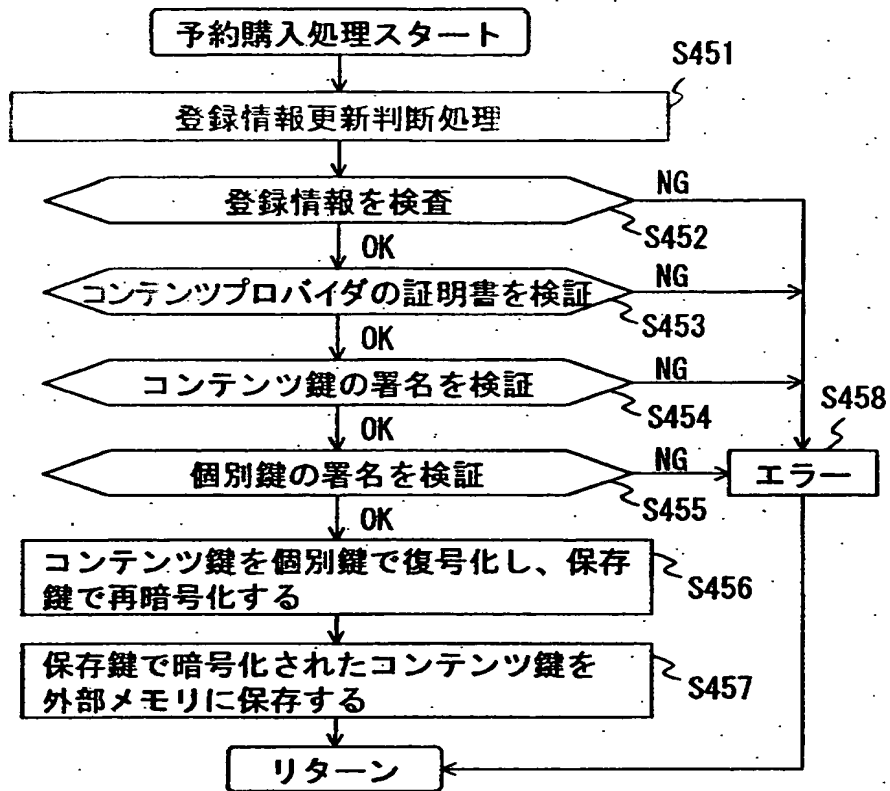 予約購入処理スタート
S451
登録情報更新判断処理
登録情報を検査
NG
S452
OK
コンテンツプロバイダの証明書を検証
NG
S453
OK
コンテンツ鍵の署名を検証
NG
S454
OK
S458
個別鍵の署名を検証
NG
エラー
S455
OK
コンテンツ鍵を個別鍵で復号化し、保存
鍵で再暗号化する
S456
保存鍵で暗号化されたコンテンツ鍵を
外部メモリに保存する
S457
リターン